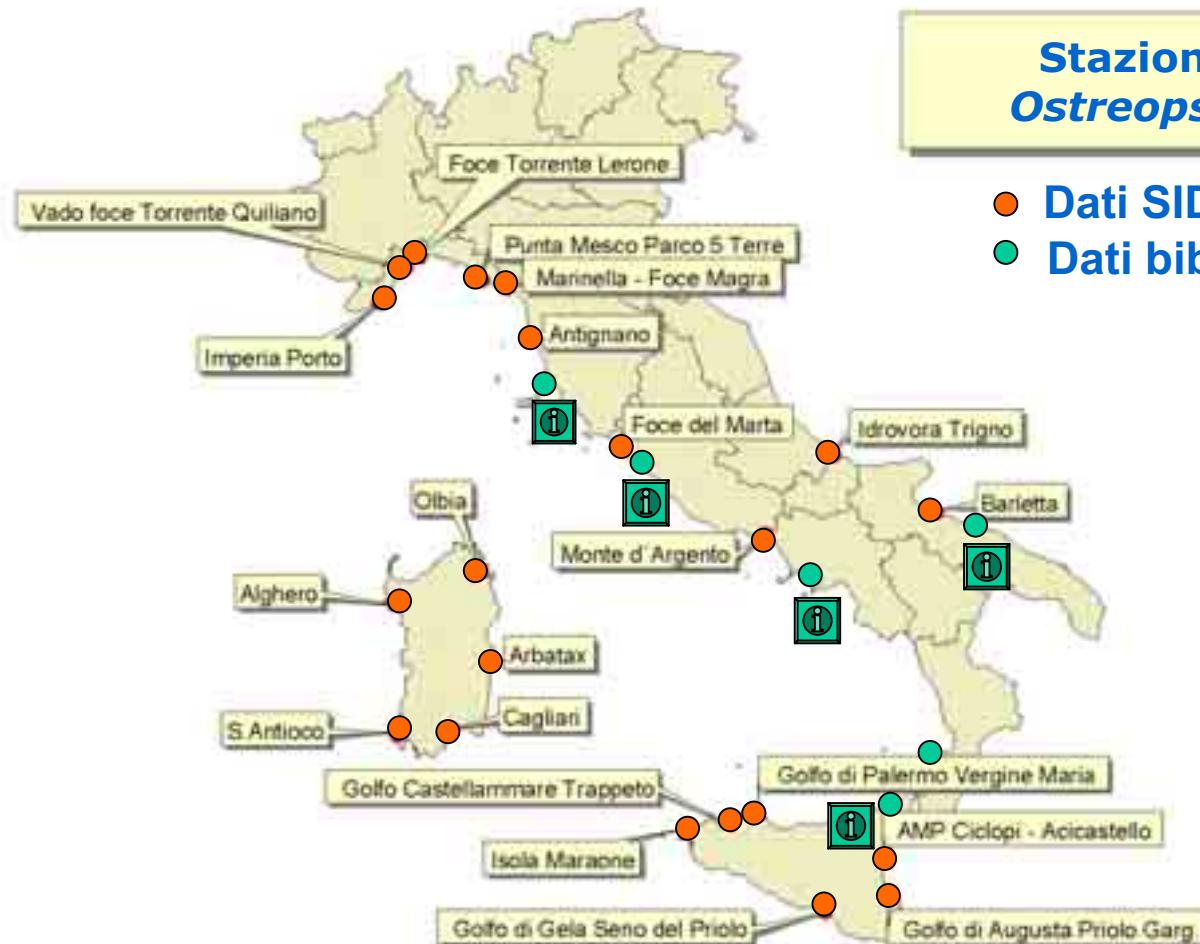 Stazion
Ostreops
Dati SID
Dati bib
Foce Torrente Lerone
Vado foce Torrente Quiliano
Punta Mesco Parco 5 Terre
Marinella - Foce Magra
Imperia Porto
Antignano
i
Foce del Marta
Idrovora Trigno
i
Olbia
Barletta
Monte d'Argento
i
Alghero
i
Arbatax
S.Antioco
Cagliari
Golfo di Palermo Vergine Maria
Golfo Castellammare Trappeto
i
AMP Ciclopi - Acicastello
Isola Maraone
Golfo di Gela Seno del Priolo
Golfo di Augusta Priolo Garg